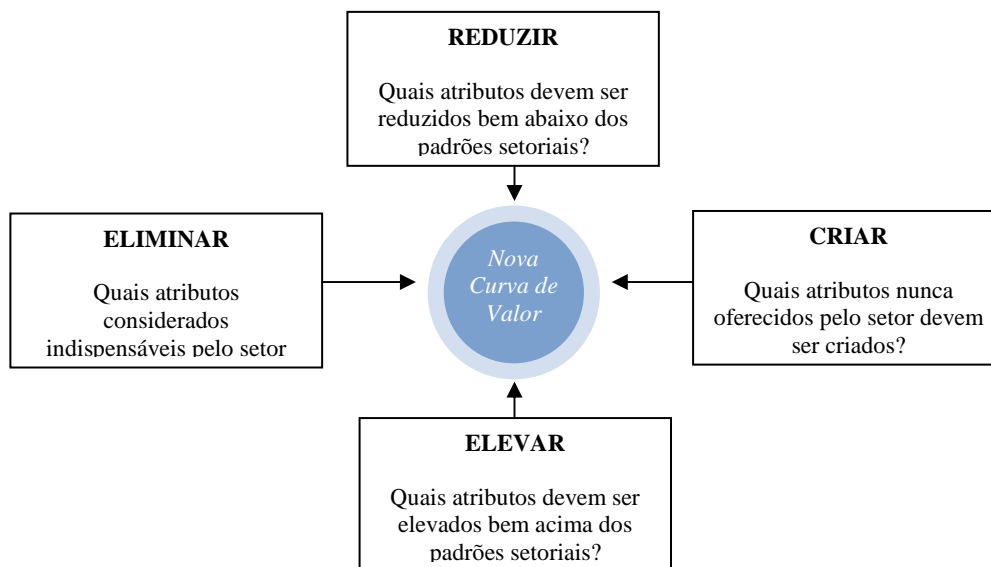 REDUZIR
Quais atributos devem ser
reduzidos bem abaixo dos
padrões setoriais?
ELIMINAR
Quais atributos
considerados
indispensáveis pelo setor
Nova
Curva de
Valor
CRIAR
Quais atributos nunca
oferecidos pelo setor devem
ser criados?
ELEVAR
Quais atributos devem ser
elevados bem acima dos
padrões setoriais?